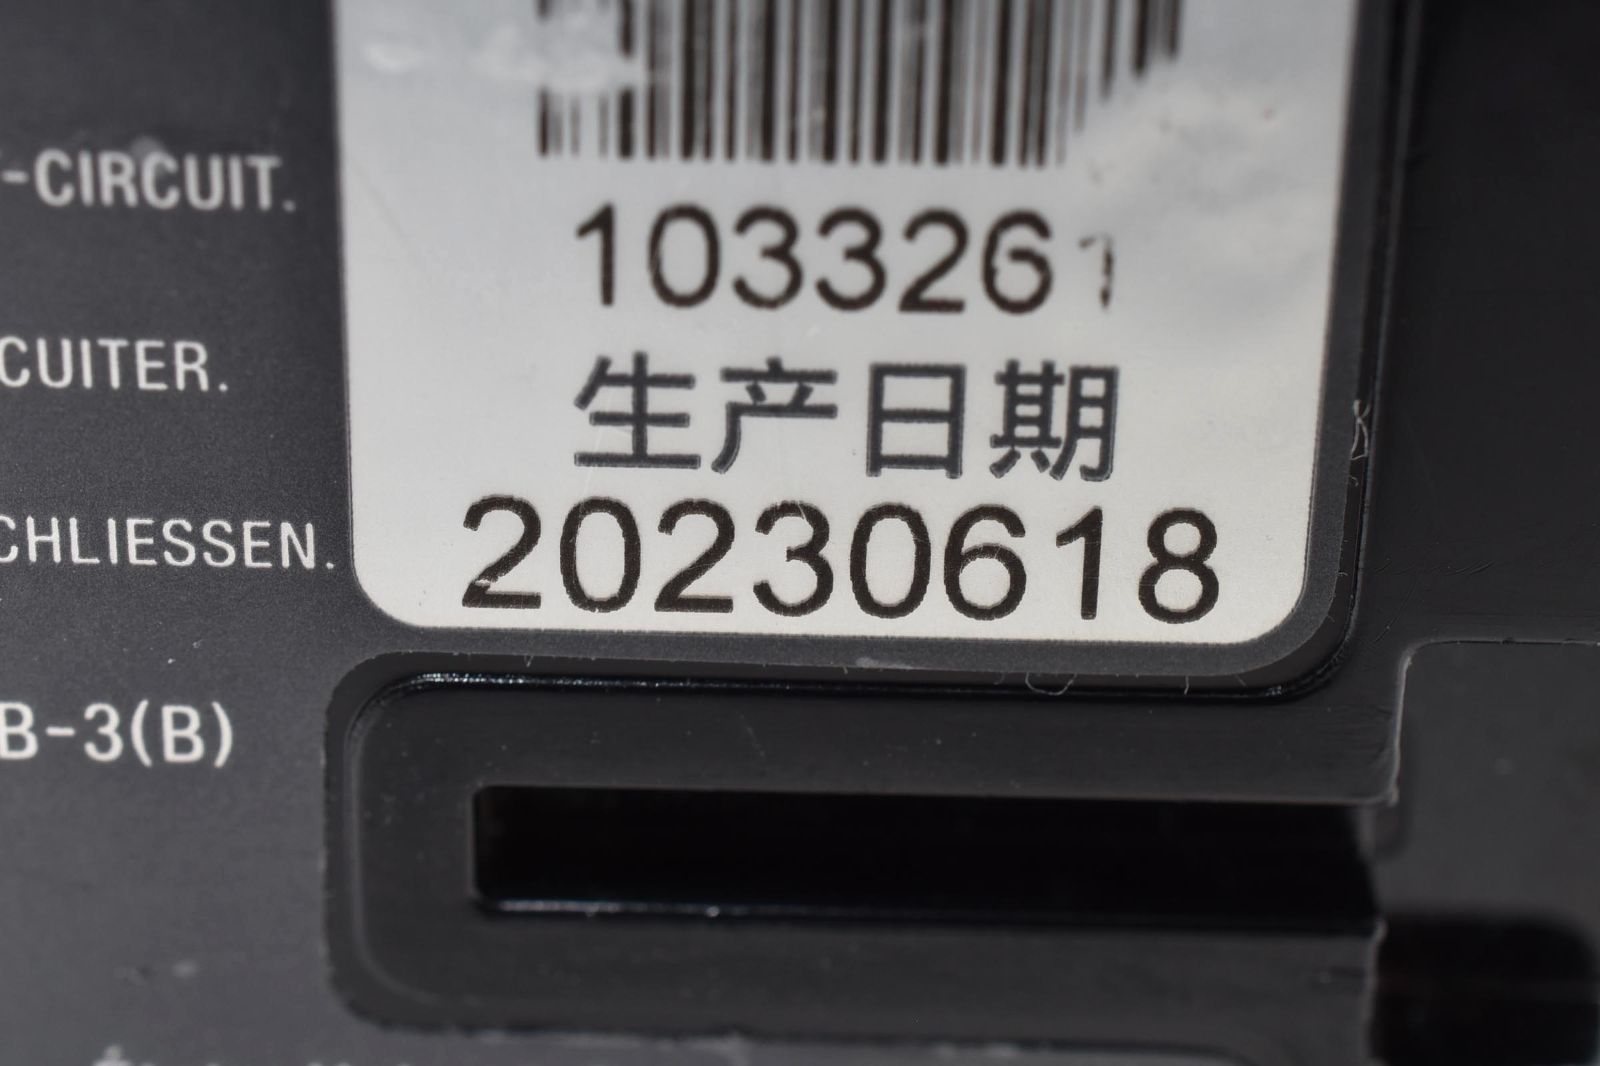 -CIRCUIT.
1033261
CUITER.
生产日期
20230618
CHLIESSEN.
B-3(B)